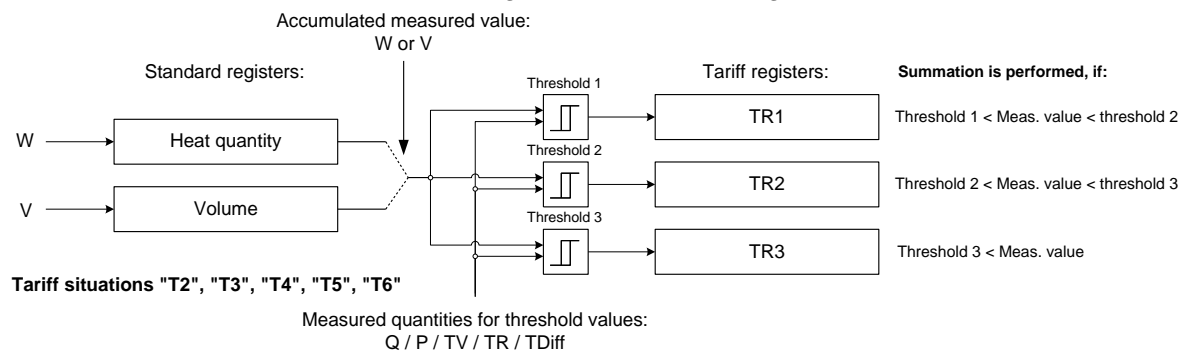 Accumulated measured value:
W or V
Standard registers:
Tariff registers:
Summation is performed, if:
Threshold 1
W
Heat quantity
TR1
Threshold 1 < Meas. value < threshold 2
Threshold 2
V
Volume
TR2
Threshold 2 < Meas. value < threshold 3
Threshold 3
TR3
Threshold 3 < Meas. value
Tariff situations "T2", "T3", "T4", "T5", "T6"
Measured quantities for threshold values:
Q / P / TV / TR / TDiff